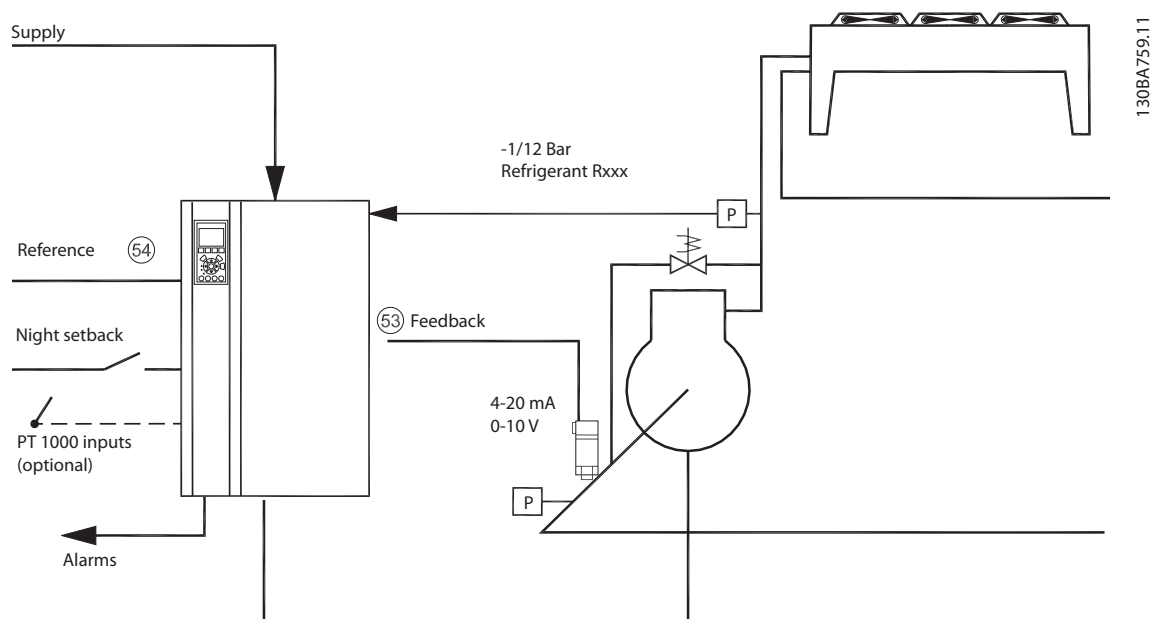 Supply
130BA759.11
-1/12 Bar
Refrigerant Rxxx
P
Reference 54
53 Feedback
Night setback
4-20 mA
0-10 V
PT 1000 inputs
(optional)
P
Alarms